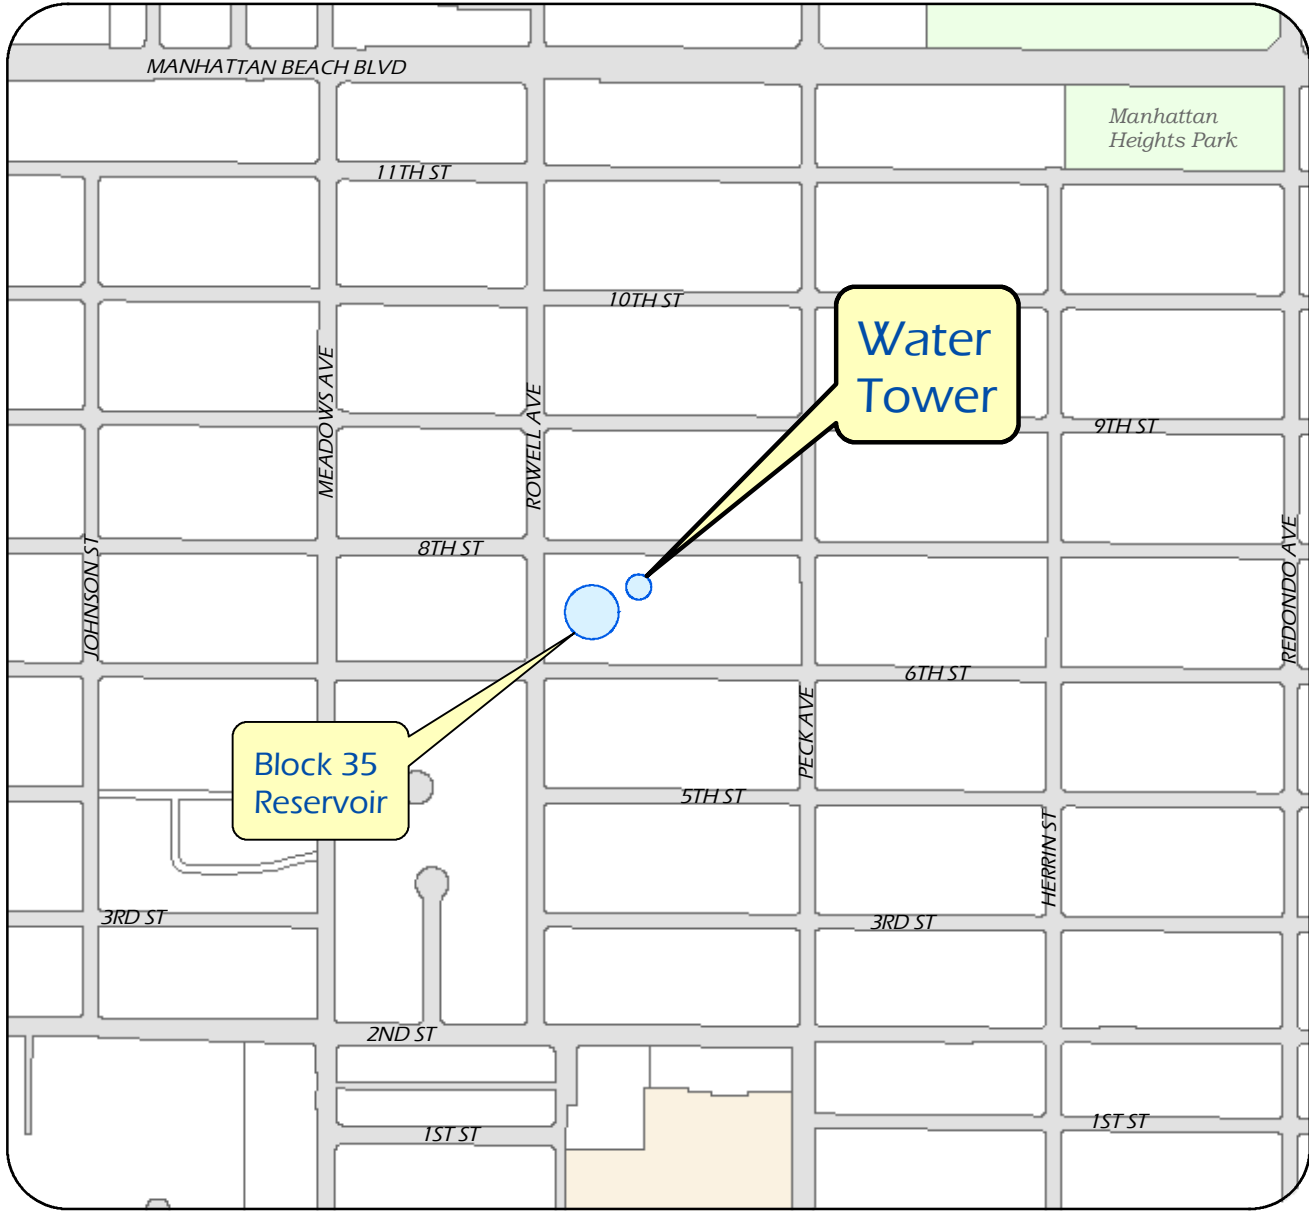 MANHATTAN BEACH BLVD
Manhattan
Heights Park
11TH ST
10TH ST
Water
Tower
MEADOWS AVE
ROWELL AVE
9TH ST
8TH ST
JOHNSON ST
REDONDO AVE
6TH ST
PECK AVE
Block 35
Reservoir
5TH ST
HERRIN ST
3RD ST
3RD ST
2ND ST
1ST ST
1ST ST